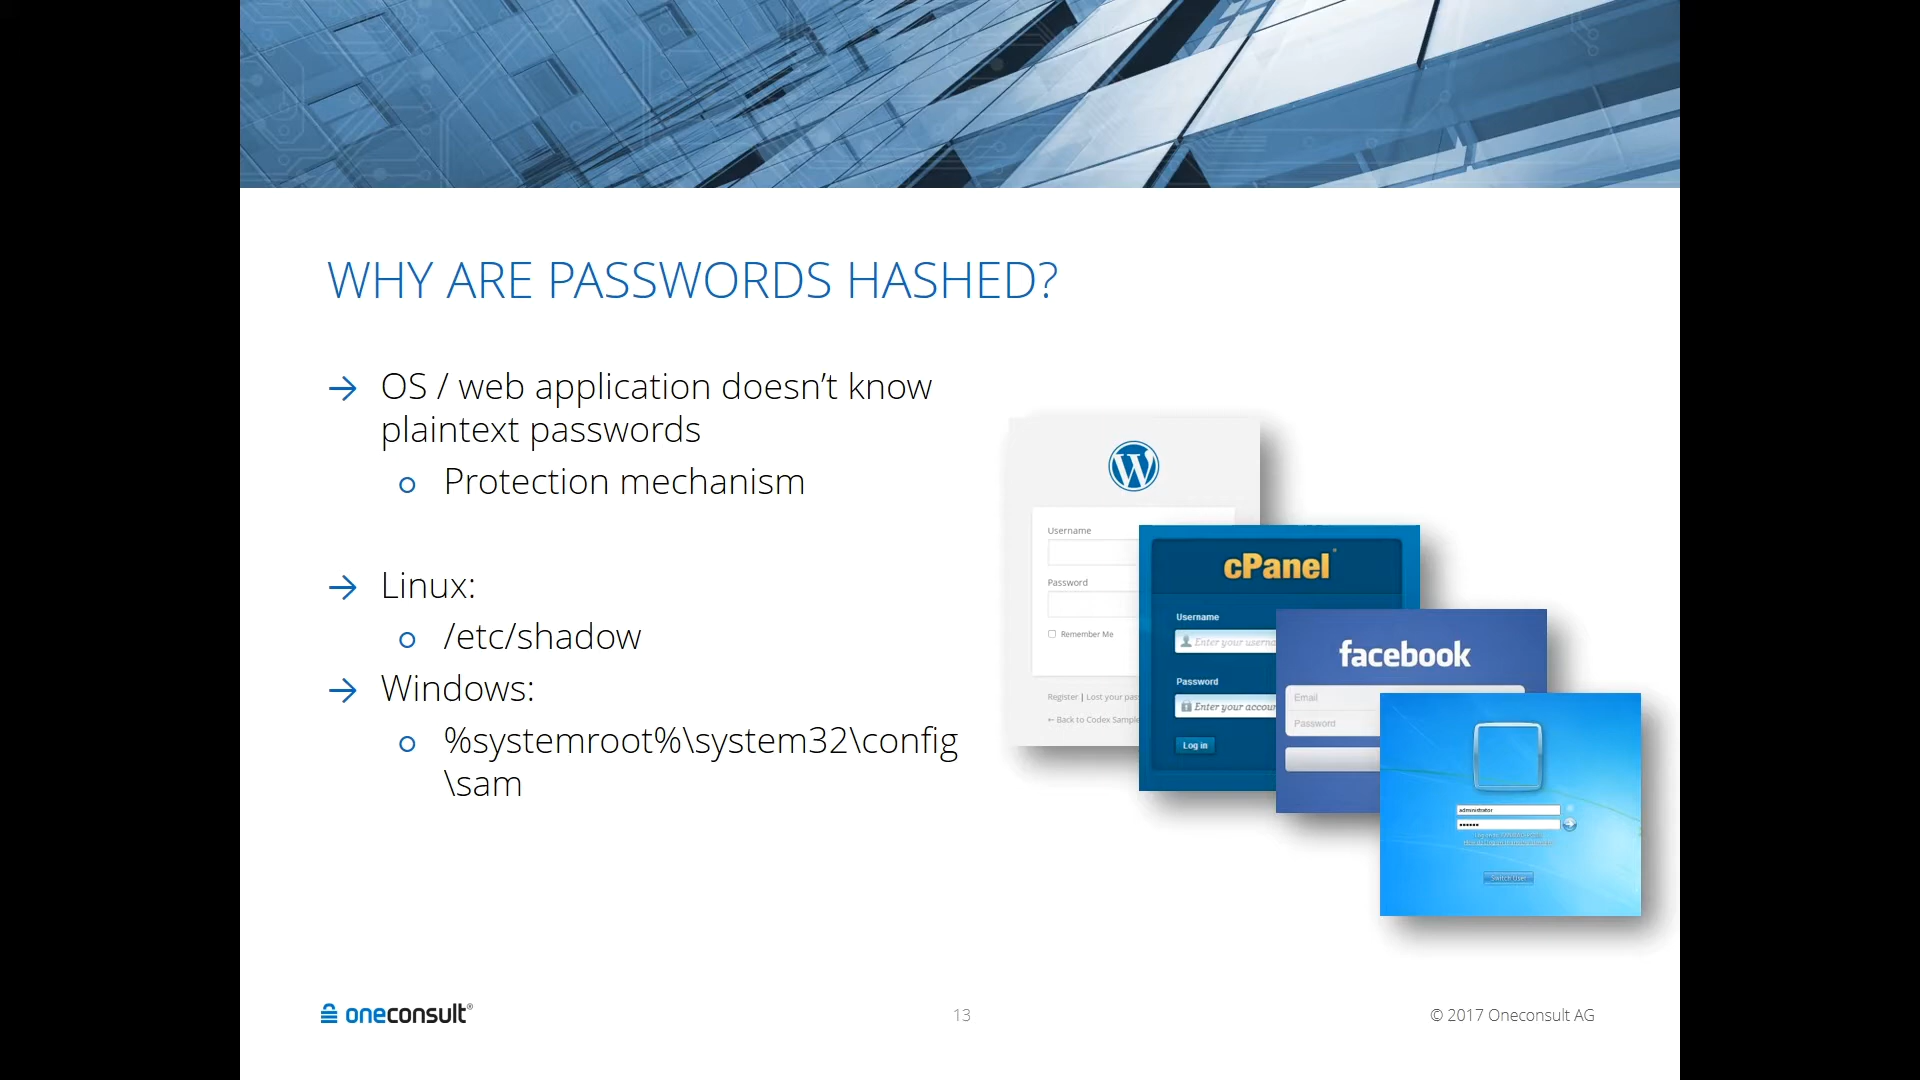 WHY ARE PASSWORDS HASHED?
OS / web application doesn’t know
plaintext passwords
Protection mechanism
Linux:
/etc/shadow
Windows:
%systemroot%\system32\config
\sam
Username
Password
Remember Me
Register | Lost your pas
← Back to Codex Sample
cPanel
Username
Enter your userna
Password
Enter your accoun
Log in
facebook
Email
Password
administrator
Switch User
oneconsult®
13
© 2017 Oneconsult AG